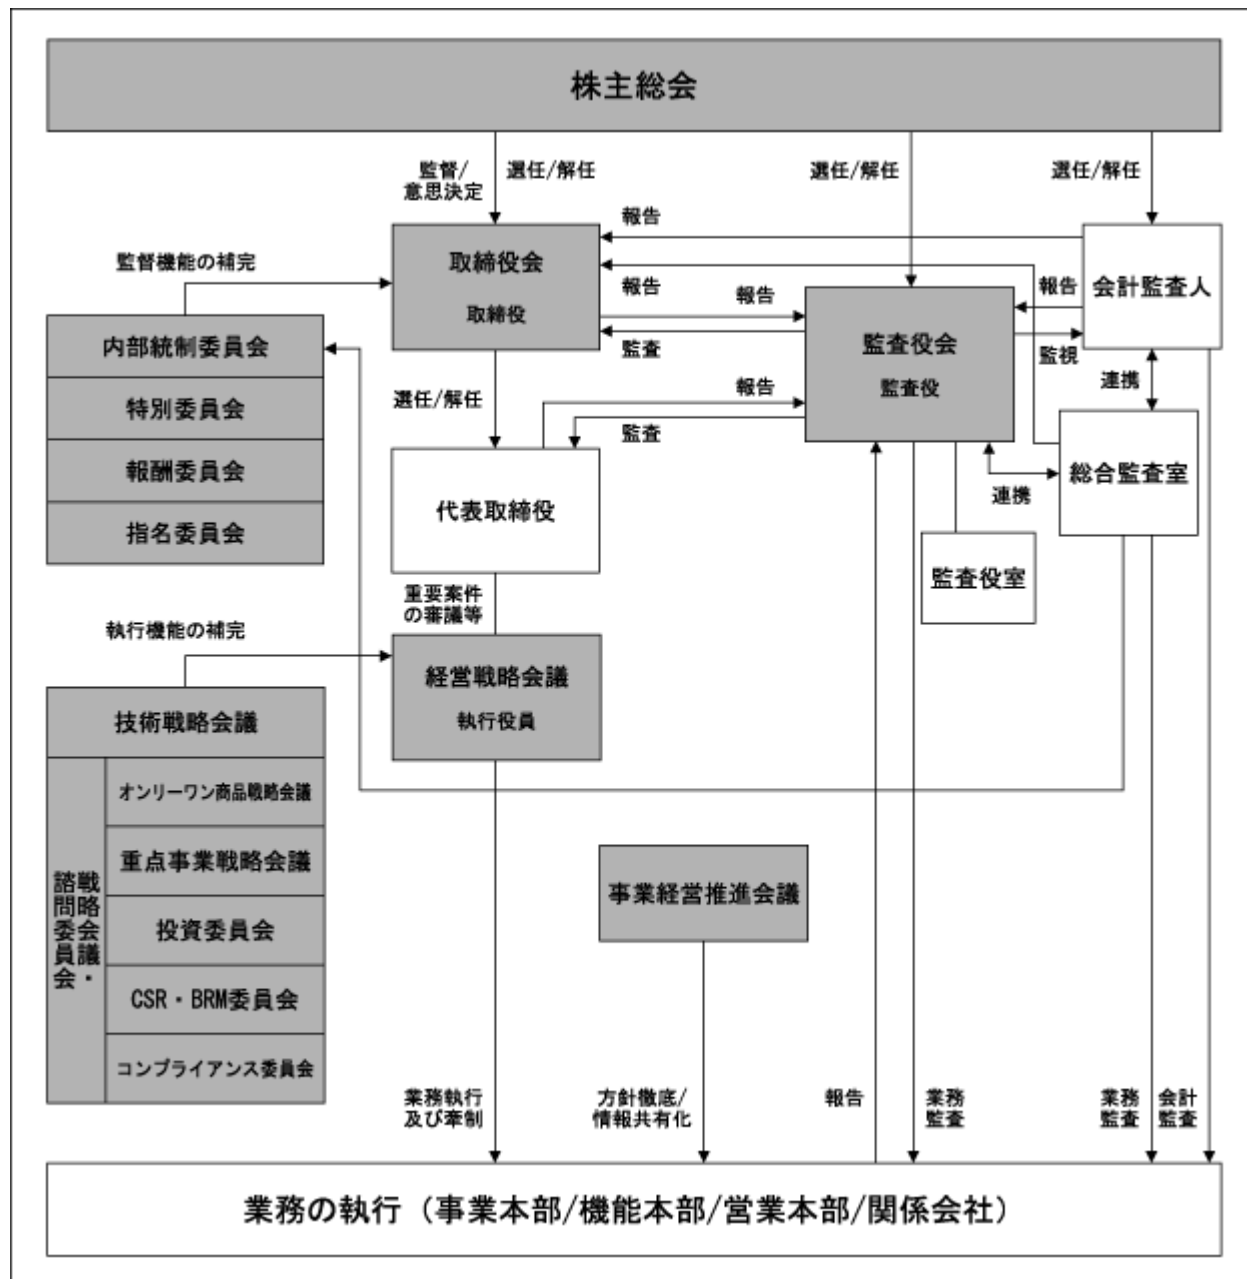 株主総会
監督/
意思決定
選任/解任
選任/解任
選任/解任
報告
監督機能の補完
取締役会
取締役
報告
報告
監査
会計監査人
報告
監視
監査役会
監査役
内部統制委員会
特別委員会
報酬委員会
指名委員会
選任/解任
報告
監査
連携
総合監査室
連携
代表取締役
監査役室
重要案件
の審議等
執行機能の補完
経営戦略会議
執行役員
技術戦略会議
戦略会議・
諮問委員会
オンリーワン商品戦略会議
重点事業戦略会議
投資委員会
CSR・BRM委員会
コンプライアンス委員会
事業経営推進会議
業務執行
及び牽制
方針徹底/
情報共有化
報告
業務
監査
業務
監査
会計
監査
業務の執行（事業本部/機能本部/営業本部/関係会社）